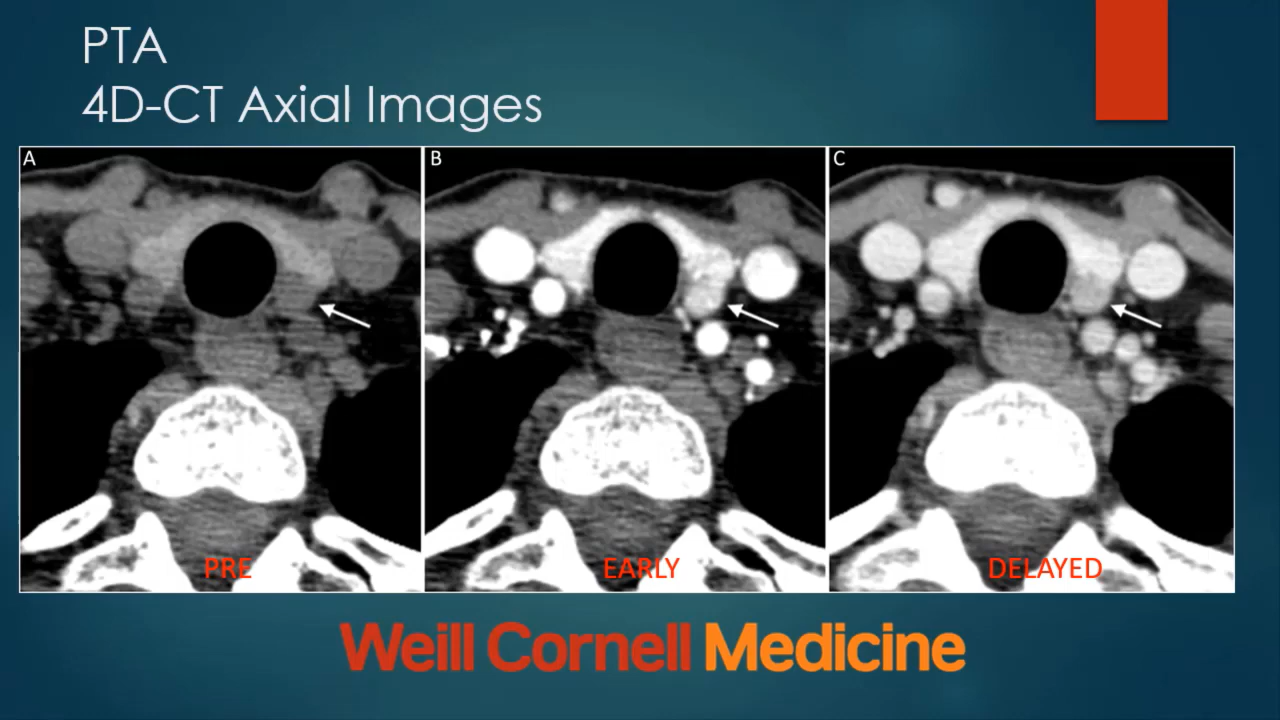 PTA
4D-CT Axial Images
A
B
C
PRE
EARLY
DELAYED
Weill Cornell Medicine